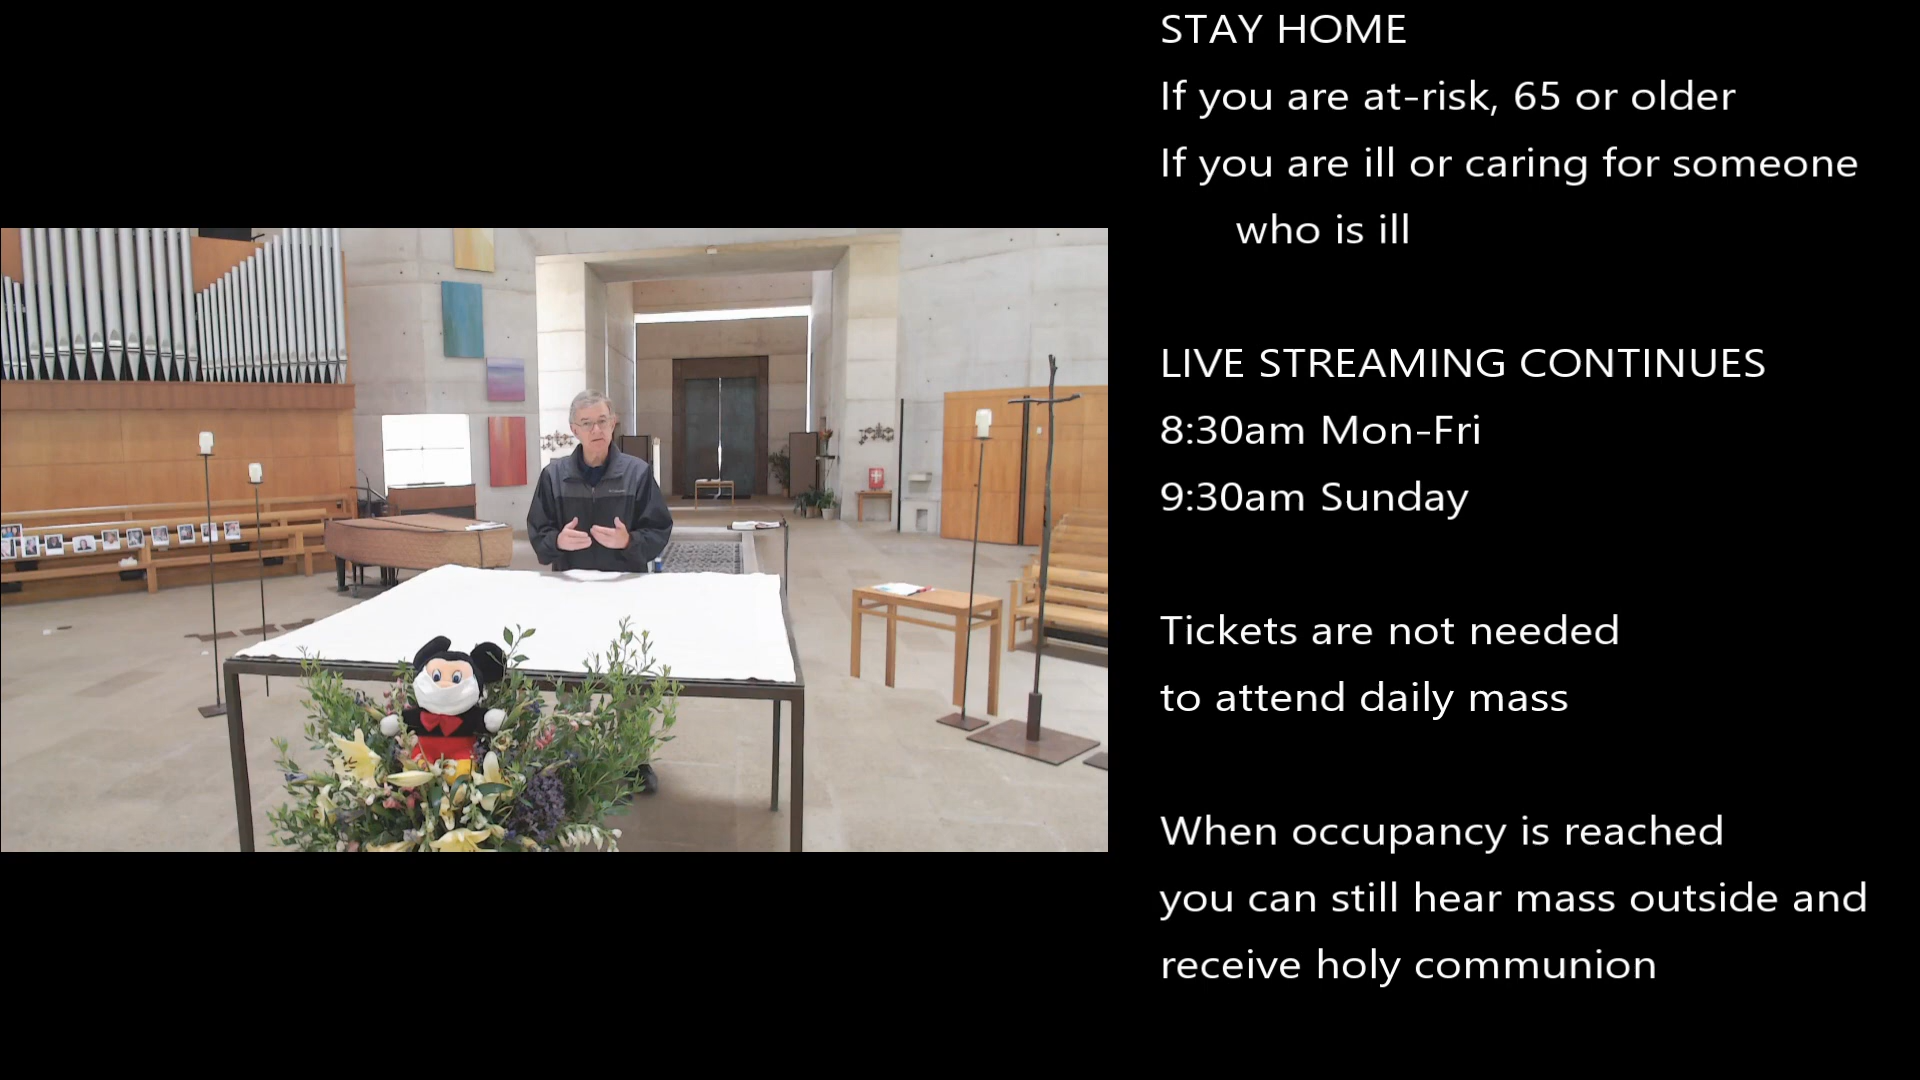 STAY HOME
If you are at-risk, 65 or older
If you are ill or caring for someone
who is ill
LIVE STREAMING CONTINUES
8:30am Mon-Fri
9:30am Sunday
Tickets are not needed
to attend daily mass
When occupancy is reached
you can still hear mass outside and
receive holy communion